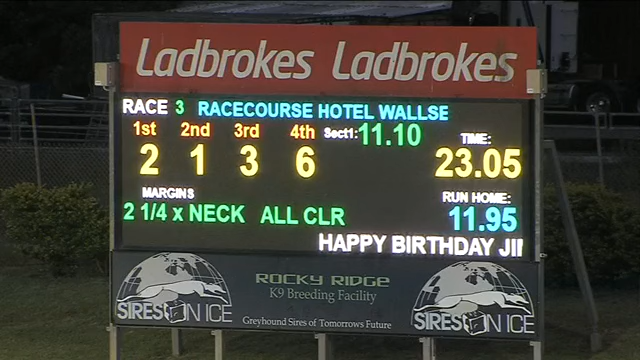 Ladbrokes Ladbrokes
RACE 3 RACECOURSE HOTEL WALLSE
1st 2nd 3rd 4th Sect1: 11.10 TIME:
2 1 3 6 23.05
MARGINS RUN HOME:
2 1/4 x NECK ALL CLR 11.95
HAPPY BIRTHDAY JI
ROCKY RIDGE
K9 Breeding Facility
SIRES ON ICE SIRES ON ICE
Greyhound Sires of Tomorrows Future